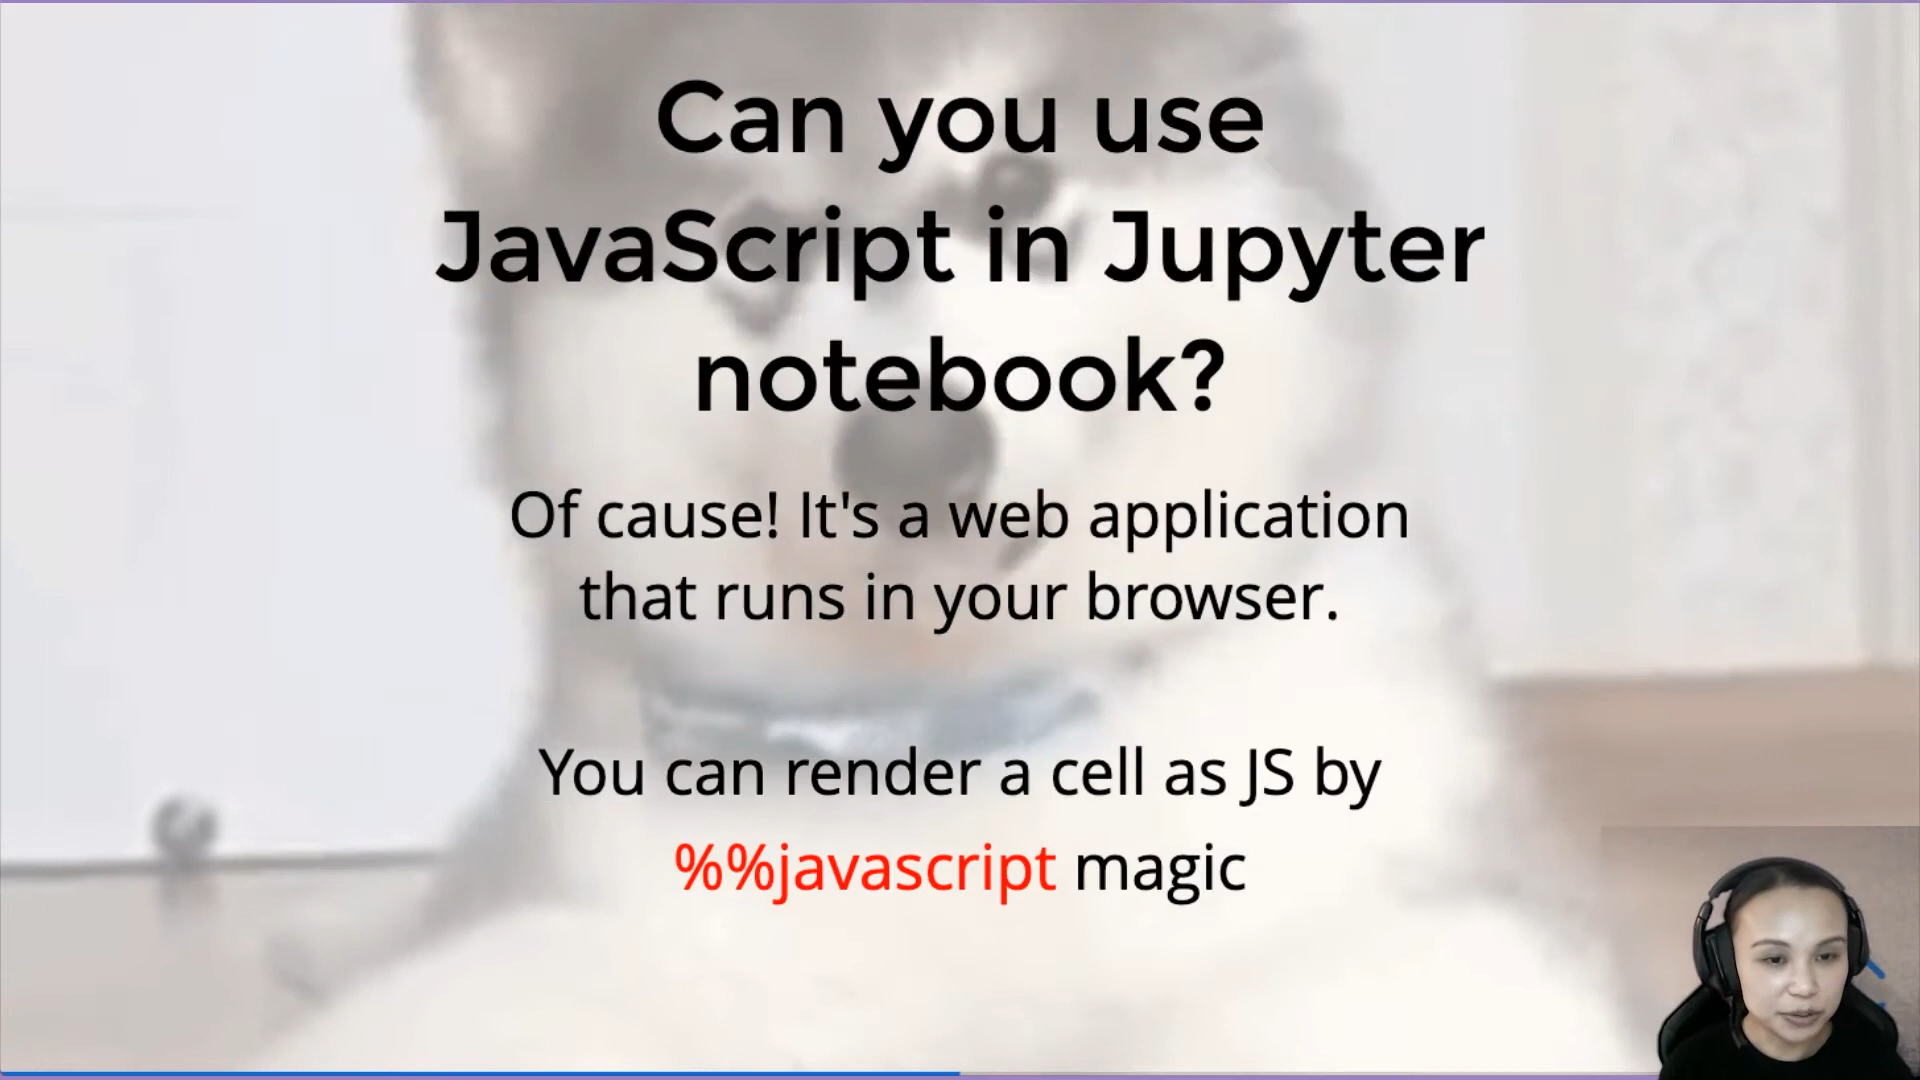 Can you use
JavaScript in Jupyter
notebook?
Of cause! It's a web application
that runs in your browser.
You can render a cell as JS by
%%javascript magic